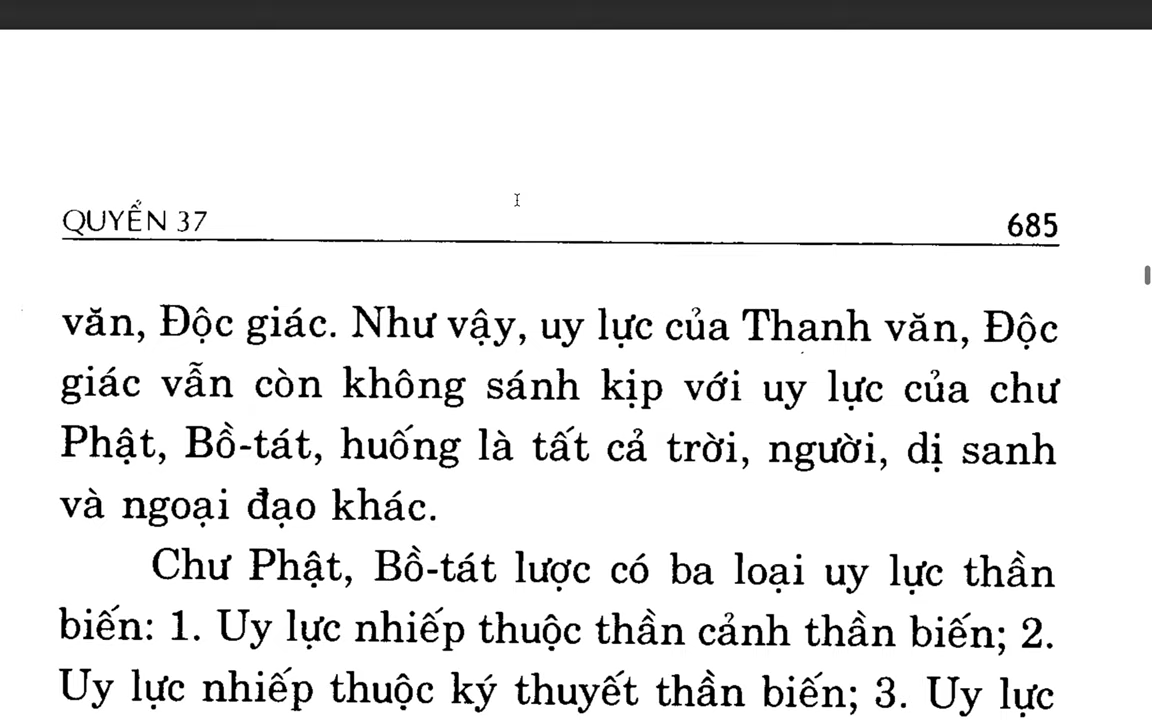 QUYỂN 37 685
văn, Độc giác. Như vậy, uy lực của Thanh văn, Độc
giác vẫn còn không sánh kịp với uy lực của chư
Phật, Bồ-tát, huống là tất cả trời, người, dị sanh
và ngoại đạo khác.
Chư Phật, Bồ-tát lược có ba loại uy lực thần
biến: 1. Uy lực nhiếp thuộc thần cảnh thần biến; 2.
Uy lực nhiếp thuộc ký thuyết thần biến; 3. Uy lực